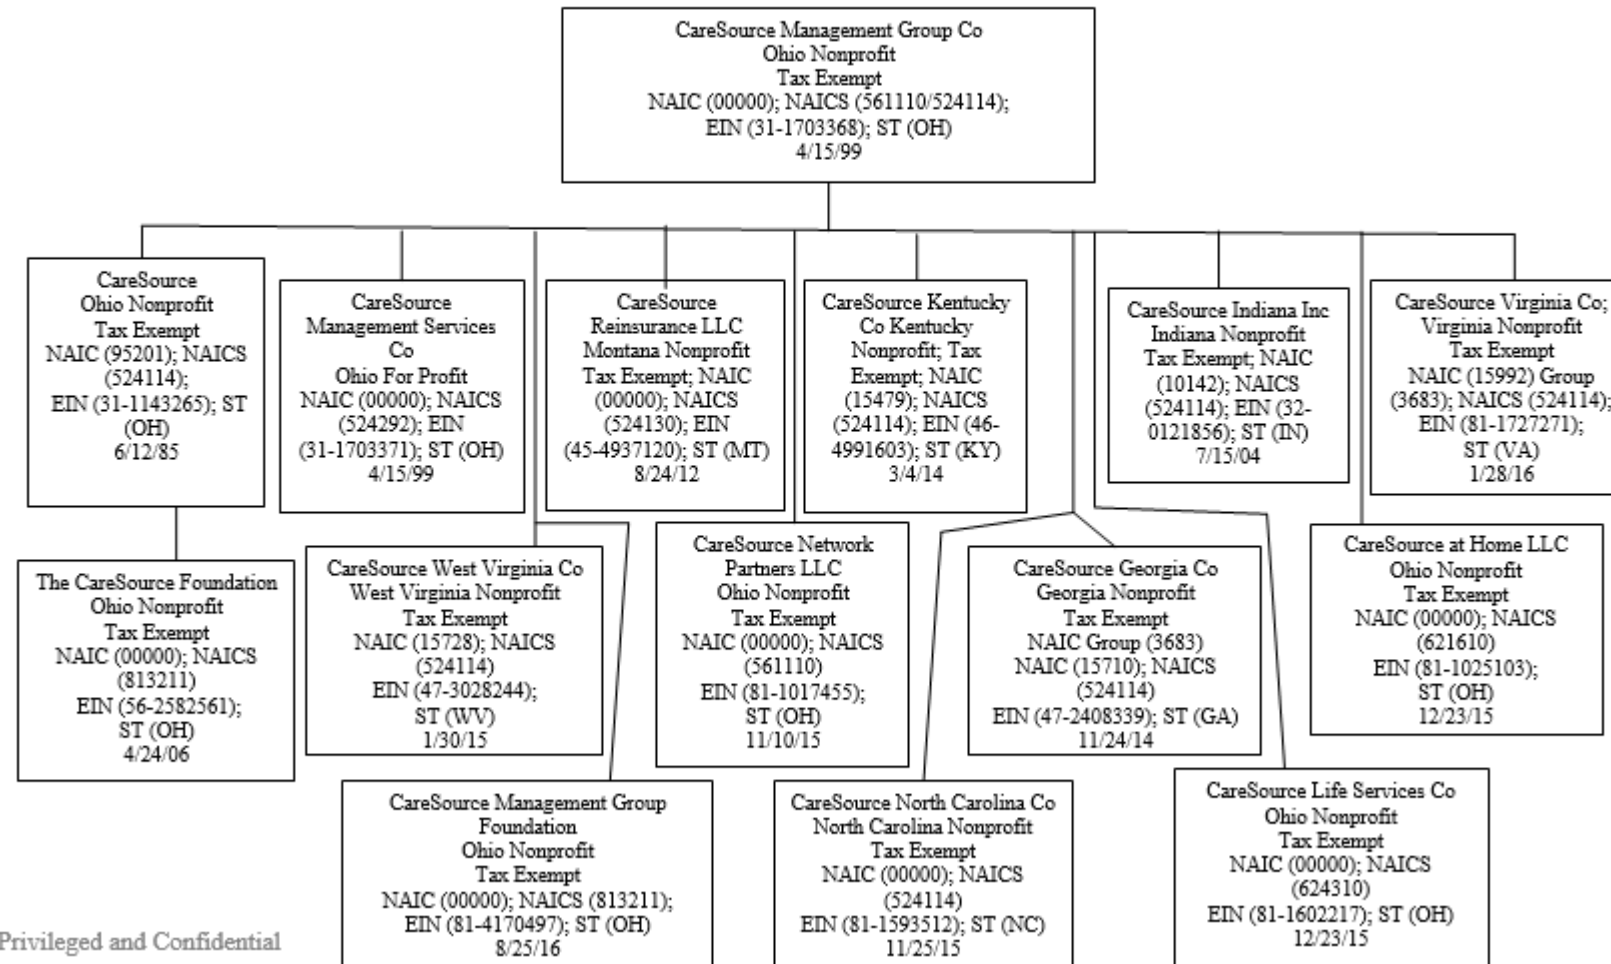 CareSource Management Group Co
Ohio Nonprofit
Tax Exempt
NAIC (00000); NAICS (561110/524114);
EIN (31-1703368); ST (OH)
4/15/99
CareSource
Ohio Nonprofit
Tax Exempt
NAIC (95201); NAICS
(524114);
EIN (31-1143265); ST
(OH)
6/12/85
CareSource
Management Services
Co
Ohio For Profit
NAIC (00000); NAICS
(524292); EIN
(31-1703371); ST (OH)
4/15/99
CareSource
Reinsurance LLC
Montana Nonprofit
Tax Exempt; NAIC
(00000); NAICS
(524130); EIN
(45-4937120); ST (MT)
8/24/12
CareSource Kentucky
Co Kentucky
Nonprofit; Tax
Exempt; NAIC
(15479); NAICS
(524114); EIN (46-
4991603); ST (KY)
3/4/14
CareSource Indiana Inc
Indiana Nonprofit
Tax Exempt; NAIC
(10142); NAICS
(524114); EIN (32-
0121856); ST (IN)
7/15/04
CareSource Virginia Co;
Virginia Nonprofit
Tax Exempt
NAIC (15992) Group
(3683); NAICS (524114);
EIN (81-1727271);
ST (VA)
1/28/16
The CareSource Foundation
Ohio Nonprofit
Tax Exempt
NAIC (00000); NAICS
(813211)
EIN (56-2582561);
ST (OH)
4/24/06
CareSource West Virginia Co
West Virginia Nonprofit
Tax Exempt
NAIC (15728); NAICS
(524114)
EIN (47-3028244);
ST (WV)
1/30/15
CareSource Network
Partners LLC
Ohio Nonprofit
Tax Exempt
NAIC (00000); NAICS
(561110)
EIN (81-1017455);
ST (OH)
11/10/15
CareSource Georgia Co
Georgia Nonprofit
Tax Exempt
NAIC Group (3683)
NAIC (15710); NAICS
(524114)
EIN (47-2408339); ST (GA)
11/24/14
CareSource at Home LLC
Ohio Nonprofit
Tax Exempt
NAIC (00000); NAICS
(621610)
EIN (81-1025103);
ST (OH)
12/23/15
CareSource Management Group
Foundation
Ohio Nonprofit
Tax Exempt
NAIC (00000); NAICS (813211);
EIN (81-4170497); ST (OH)
8/25/16
CareSource North Carolina Co
North Carolina Nonprofit
Tax Exempt
NAIC (00000); NAICS
(524114)
EIN (81-1593512); ST (NC)
11/25/15
CareSource Life Services Co
Ohio Nonprofit
Tax Exempt
NAIC (00000); NAICS
(624310)
EIN (81-1602217); ST (OH)
12/23/15
Privileged and Confidential